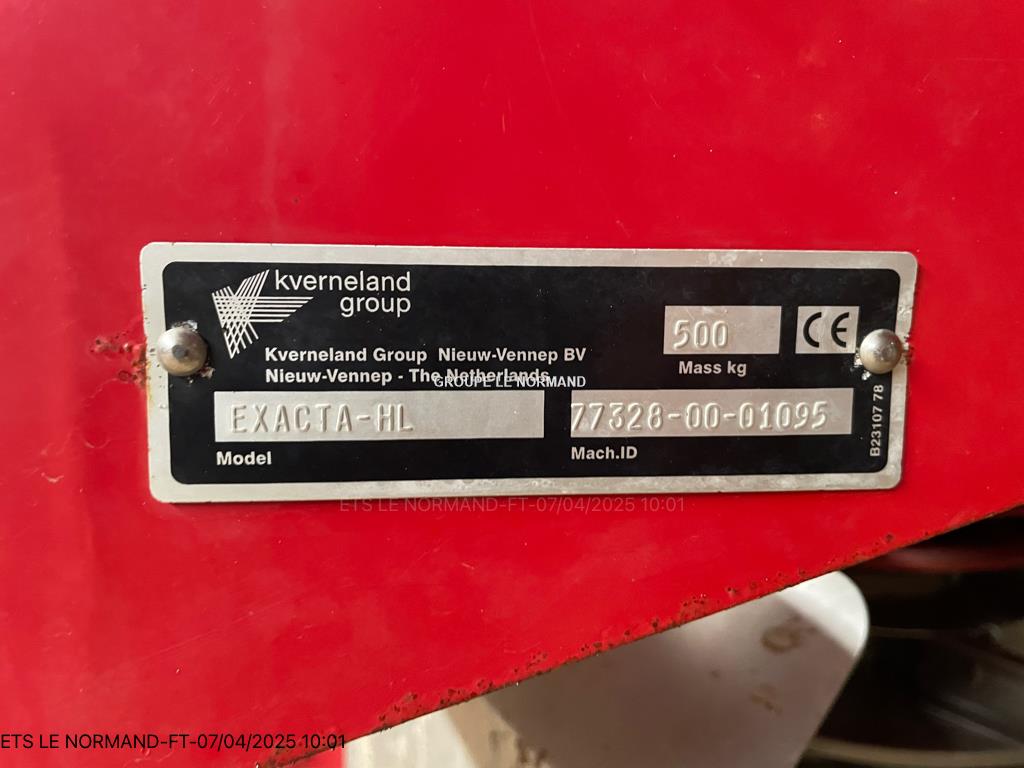 kverneland
group
Kverneland Group Nieuw-Vennep BV
Nieuw-Vennep - The Netherlands
GROUPE LE NORMAND
500
Mass kg
CE
EXACTA-HL
Model
77328-00-01095
Mach.ID
B23107 78
ETS LE NORMAND-FT-07/04/2025 10:01
ETS LE NORMAND-FT-07/04/2025 10:01